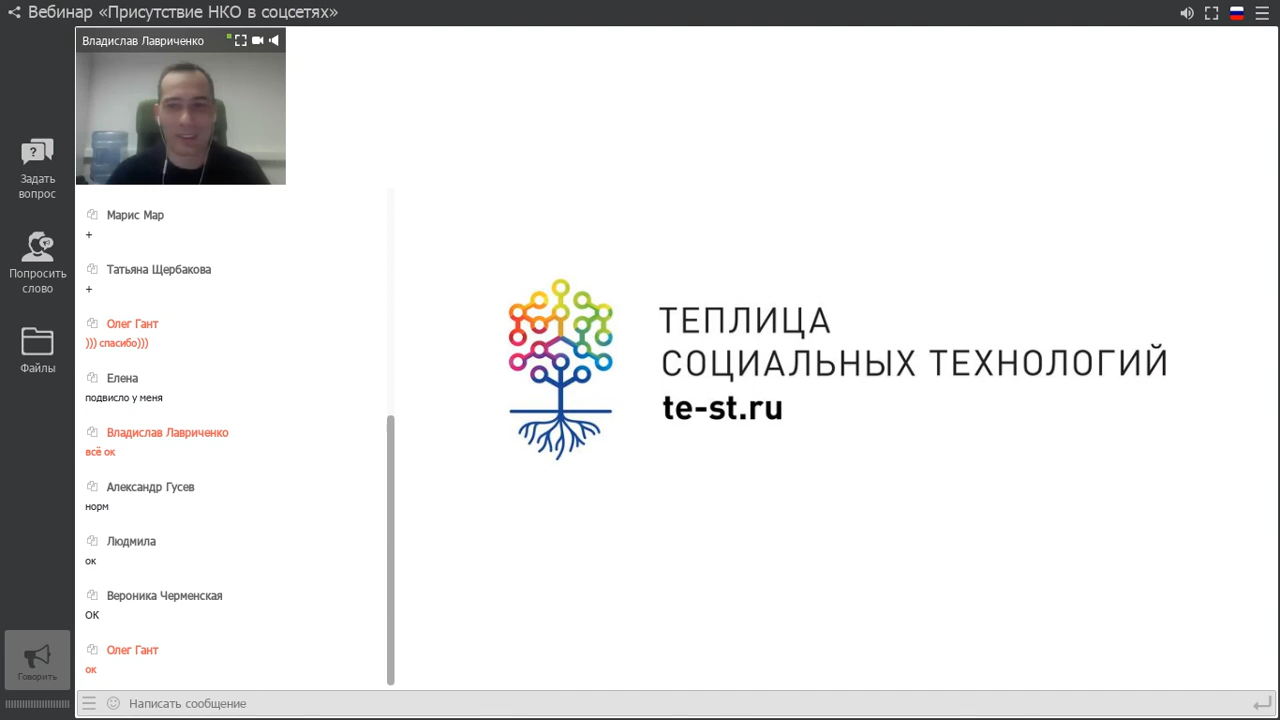 Вебинар «Присутствие НКО в соцсетях»
Владислав Лавриченко
Задать
вопрос
Попросить
слово
Файлы
Марис Мар
+
Татьяна Щербакова
+
Олег Гант
))) спасибо)))
Елена
подвисло у меня
Владислав Лавриченко
всё ок
Александр Гусев
норм
Людмила
ок
Вероника Черменская
ОК
Олег Гант
ок
ТЕПЛИЦА
СОЦИАЛЬНЫХ ТЕХНОЛОГИЙ
te-st.ru
Говорить
Написать сообщение